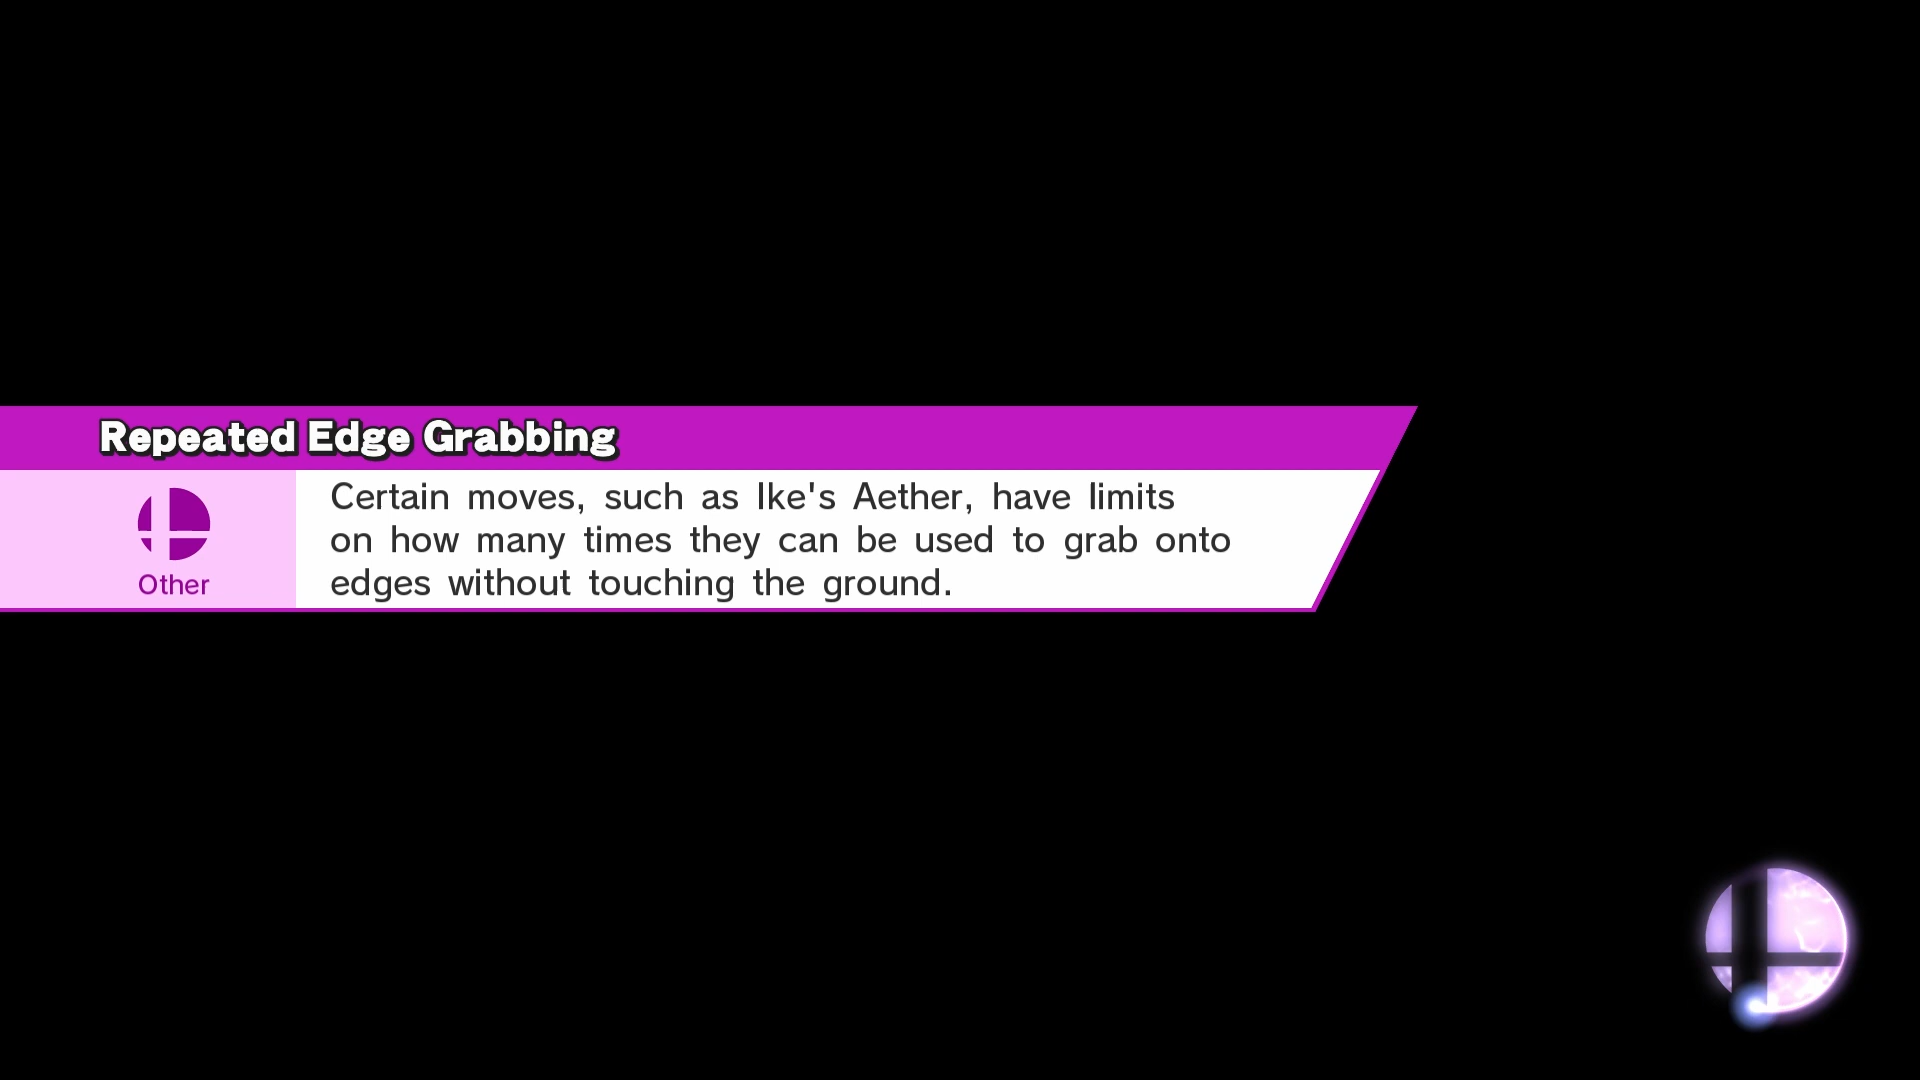 Repeated Edge Grabbing
Certain moves, such as Ike's Aether, have limits
on how many times they can be used to grab onto
edges without touching the ground.
Other